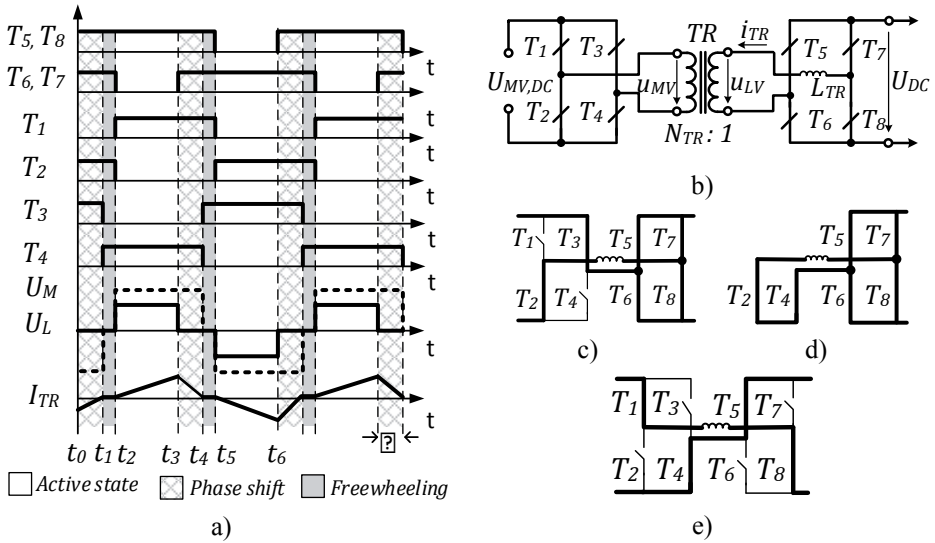 T5, T8
t
T6, T7
t
T1
t
T2
t
T3
t
T4
t
UM
UL
t
ITR
t
t0 t1 t2 t3 t4 t5 t6
?
Active state Phase shift Freewheeling
a)
T1 T3 TR iTR T5 T7
UMV,DC uMV uLV LTR UDC
T2 T4 T6 T8
NTR: 1
b)
T1 T3 T5 T7
T2 T4 T6 T8
c)
T5 T7
T2 T4 T6 T8
d)
T1 T3 T5 T7
T2 T4 T6 T8
e)